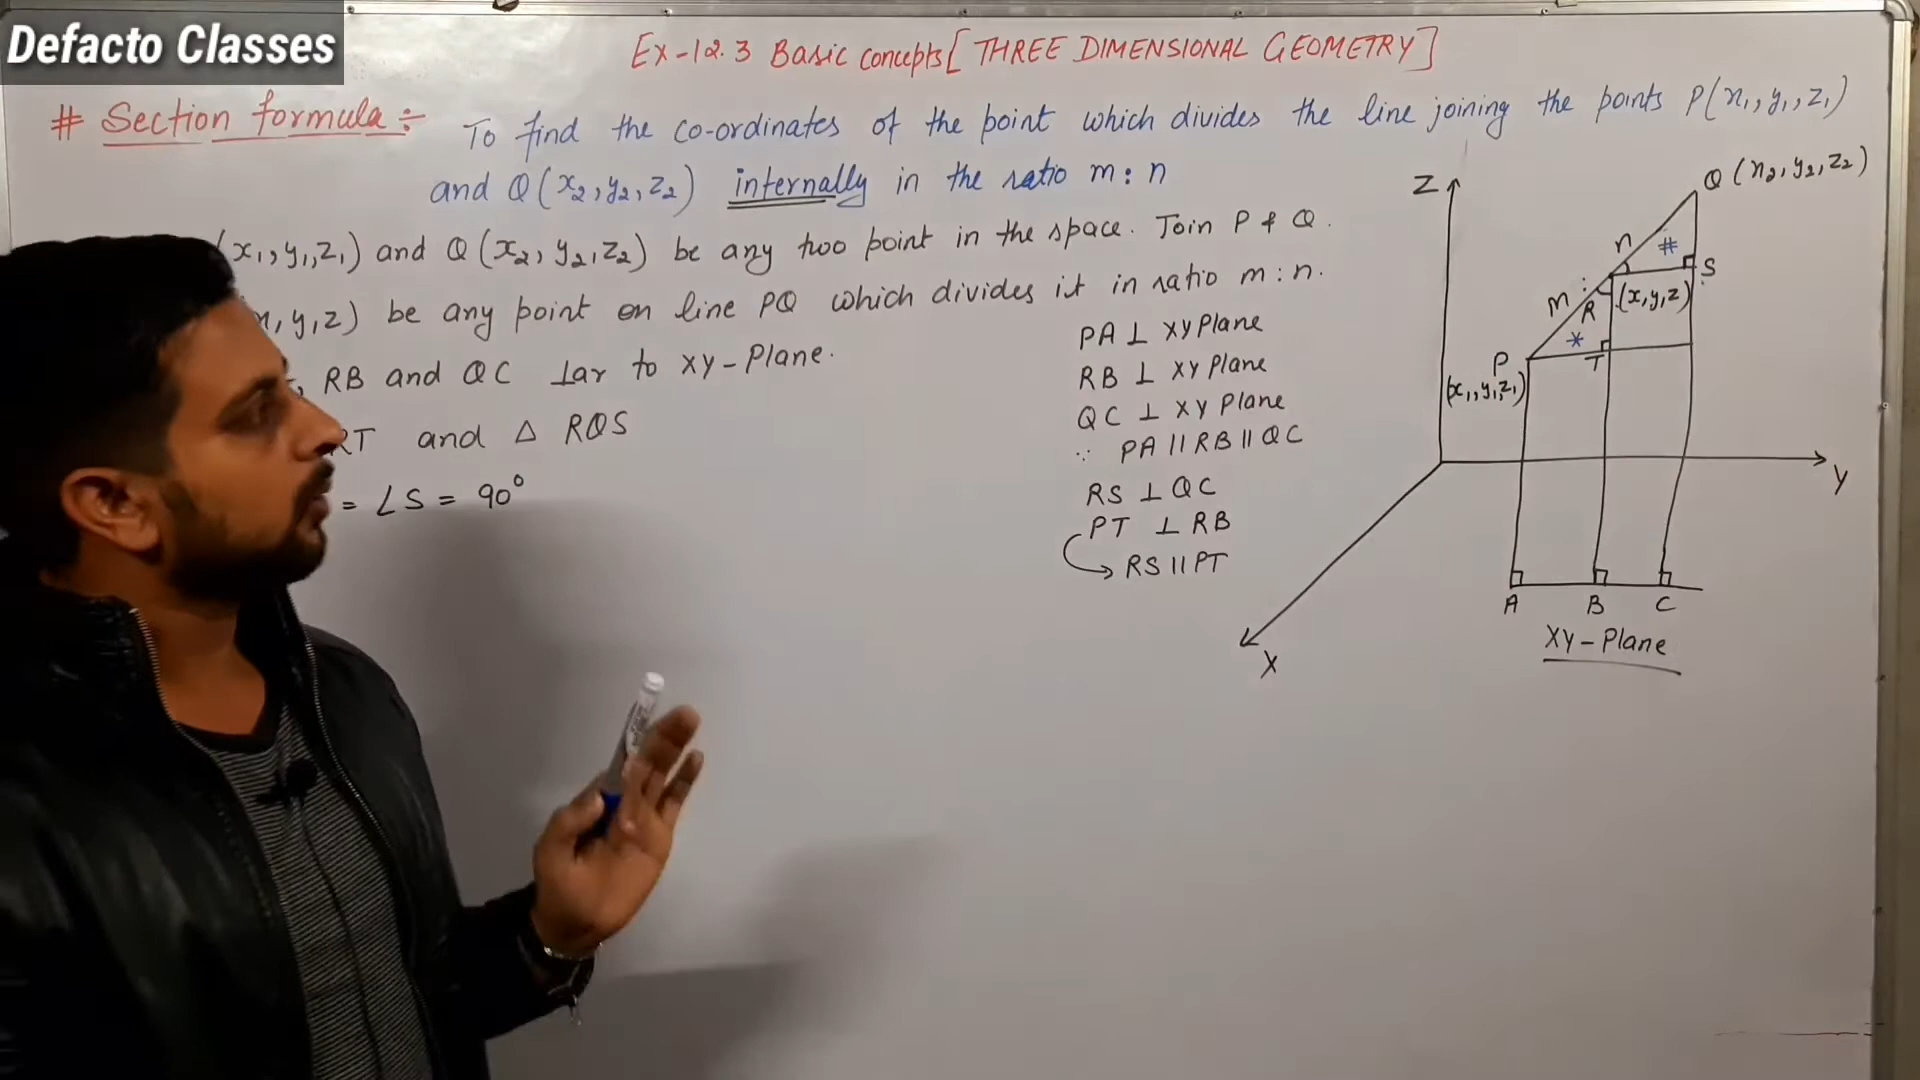 Defacto Classes
Ex-12.3 Basic concepts [THREE DIMENSIONAL GEOMETRY]
# Section formula ÷ To find the co-ordinates of the point which divides the line joining the points P(x₁, y₁, z₁)
and Q(x₂, y₂, z₂) internally in the ratio m : n
(x₁, y₁, z₁) and Q(x₂, y₂, z₂) be any two point in the space. Join P & Q.
x, y, z) be any point on line PQ which divides it in ratio m : n.
, RB and QC ⊥ar to XY-Plane.
RT and △ RQS
= ∠S = 90°
PA ⊥ XY Plane
RB ⊥ XY Plane
QC ⊥ XY Plane
∵ PA || RB || QC
RS ⊥ QC
PT ⊥ RB
→ RS || PT
Z
Q (x₂, y₂, z₂)
n
#
S
m :
R
(x, y, z)
*
P
T
(x₁, y₁, z₁)
Y
A B C
XY-Plane
X